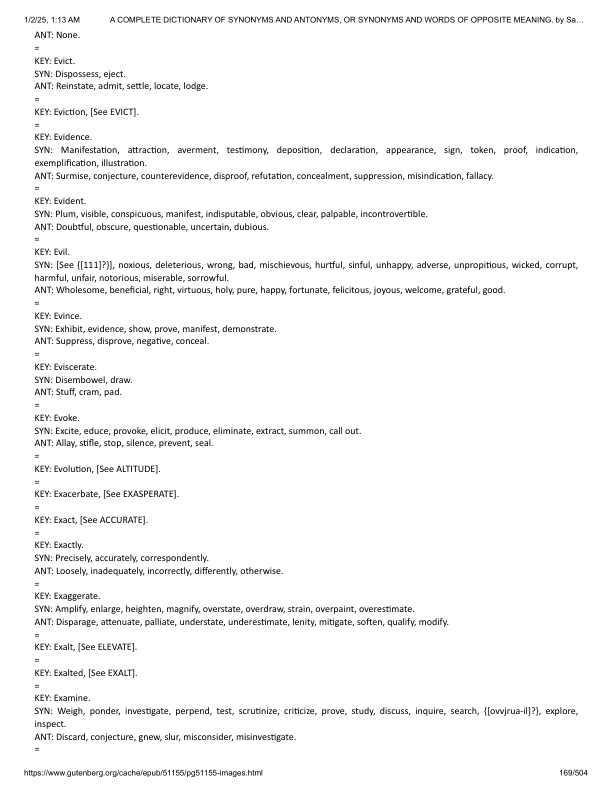 1/2/25, 1:13 AM A COMPLETE DICTIONARY OF SYNONYMS AND ANTONYMS, OR SYNONYMS AND WORDS OF OPPOSITE MEANING. by Sa…
ANT: None.
=
KEY: Evict.
SYN: Dispossess, eject.
ANT: Reinstate, admit, settle, locate, lodge.
=
KEY: Eviction, [See EVICT].
=
KEY: Evidence.
SYN: Manifestation, attraction, averment, testimony, deposition, declaration, appearance, sign, token, proof, indication,
exemplification, illustration.
ANT: Surmise, conjecture, counterevidence, disproof, refutation, concealment, suppression, misindication, fallacy.
=
KEY: Evident.
SYN: Plum, visible, conspicuous, manifest, indisputable, obvious, clear, palpable, incontrovertible.
ANT: Doubtful, obscure, questionable, uncertain, dubious.
=
KEY: Evil.
SYN: [See {[111]?}], noxious, deleterious, wrong, bad, mischievous, hurtful, sinful, unhappy, adverse, unpropitious, wicked, corrupt,
harmful, unfair, notorious, miserable, sorrowful.
ANT: Wholesome, beneficial, right, virtuous, holy, pure, happy, fortunate, felicitous, joyous, welcome, grateful, good.
=
KEY: Evince.
SYN: Exhibit, evidence, show, prove, manifest, demonstrate.
ANT: Suppress, disprove, negative, conceal.
=
KEY: Eviscerate.
SYN: Disembowel, draw.
ANT: Stuff, cram, pad.
=
KEY: Evoke.
SYN: Excite, educe, provoke, elicit, produce, eliminate, extract, summon, call out.
ANT: Allay, stifle, stop, silence, prevent, seal.
=
KEY: Evolution, [See ALTITUDE].
=
KEY: Exacerbate, [See EXASPERATE].
=
KEY: Exact, [See ACCURATE].
=
KEY: Exactly.
SYN: Precisely, accurately, correspondently.
ANT: Loosely, inadequately, incorrectly, differently, otherwise.
=
KEY: Exaggerate.
SYN: Amplify, enlarge, heighten, magnify, overstate, overdraw, strain, overpaint, overestimate.
ANT: Disparage, attenuate, palliate, understate, underestimate, lenity, mitigate, soften, qualify, modify.
=
KEY: Exalt, [See ELEVATE].
=
KEY: Exalted, [See EXALT].
=
KEY: Examine.
SYN: Weigh, ponder, investigate, perpend, test, scrutinize, criticize, prove, study, discuss, inquire, search, {[ovvjrua-il]?}, explore,
inspect.
ANT: Discard, conjecture, gnew, slur, misconsider, misinvestigate.
=
https://www.gutenberg.org/cache/epub/51155/pg51155-images.html 169/504